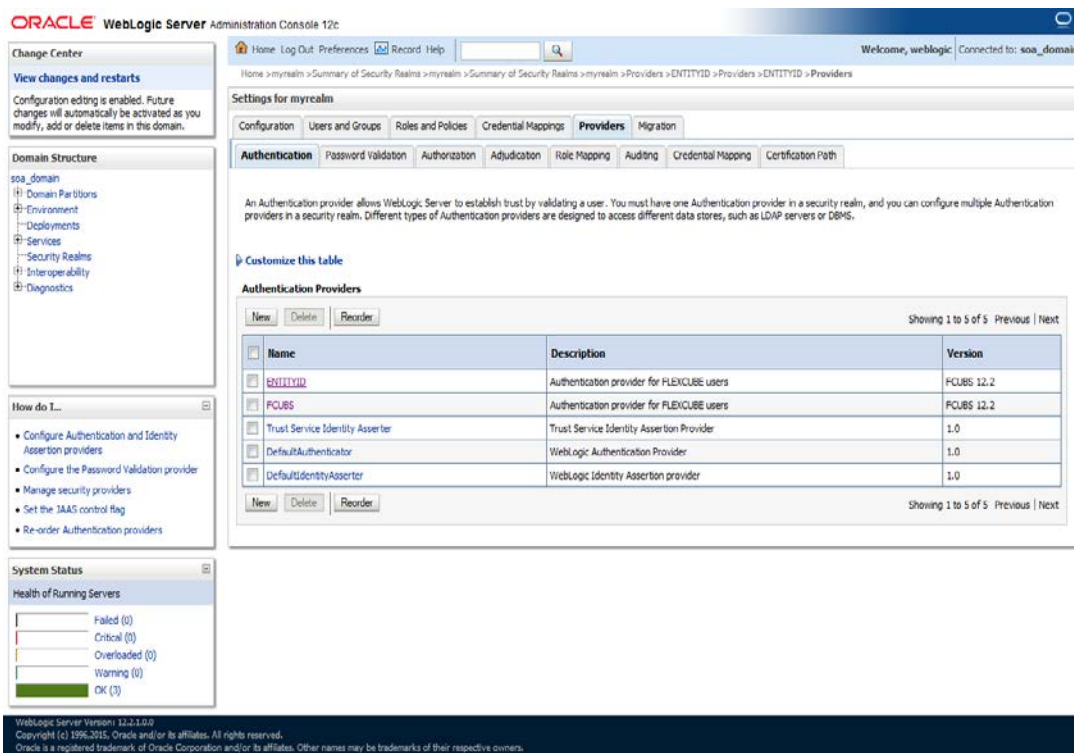 ORACLE WebLogic Server Administration Console 12c
Change Center
View changes and restarts
Configuration editing is enabled. Future
changes will automatically be activated as you
modify, add or delete items in this domain.
Domain Structure
soa_domain
Domain Partitions
Environment
Deployments
Services
Security Realms
Interoperability
Diagnostics
How do I...
Configure Authentication and Identity
Assertion providers
Configure the Password Validation provider
Manage security providers
Set the JAAS control flag
Re-order Authentication providers
System Status
Health of Running Servers
Failed (0)
Critical (0)
Overloaded (0)
Warning (0)
OK (3)
Home Log Out Preferences Record Help
Welcome, weblogic Connected to: soa_domain
Home >myrealm >Summary of Security Realms >myrealm >Summary of Security Realms >myrealm >Providers >ENTITYID >Providers >ENTITYID >Providers
Settings for myrealm
Configuration Users and Groups Roles and Policies Credential Mappings Providers Migration
Authentication Password Validation Authorization Adjudication Role Mapping Auditing Credential Mapping Certification Path
An Authentication provider allows WebLogic Server to establish trust by validating a user. You must have one Authentication provider in a security realm, and you can configure multiple Authentication
providers in a security realm. Different types of Authentication providers are designed to access different data stores, such as LDAP servers or DBMS.
Customize this table
Authentication Providers
New Delete Reorder
Showing 1 to 5 of 5 Previous | Next
Name Description Version
ENTITYID Authentication provider for FLEXCUBE users FCUBS 12.2
FCUBS Authentication provider for FLEXCUBE users FCUBS 12.2
Trust Service Identity Asserter Trust Service Identity Assertion Provider 1.0
DefaultAuthenticator WebLogic Authentication Provider 1.0
DefaultIdentityAsserter WebLogic Identity Assertion provider 1.0
New Delete Reorder
Showing 1 to 5 of 5 Previous | Next
WebLogic Server Version: 12.2.1.0.0
Copyright (c) 1996,2015, Oracle and/or its affiliates. All rights reserved.
Oracle is a registered trademark of Oracle Corporation and/or its affiliates. Other names may be trademarks of their respective owners.